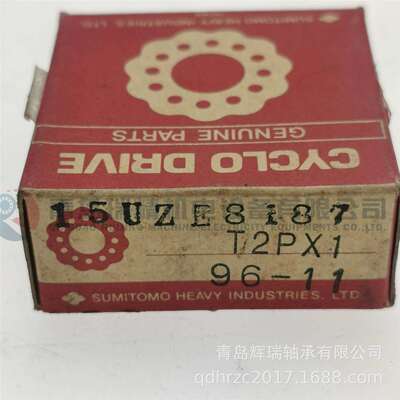 SUMITOMO HEAVY INDUSTRIES, LTD.
CYCLO DRIVE
GENUINE PARTS
15UZE8187
T2PX1
96-11
SUMITOMO HEAVY INDUSTRIES, LTD.
青岛辉瑞轴承有限公司
qdhrzc2017.1688.com